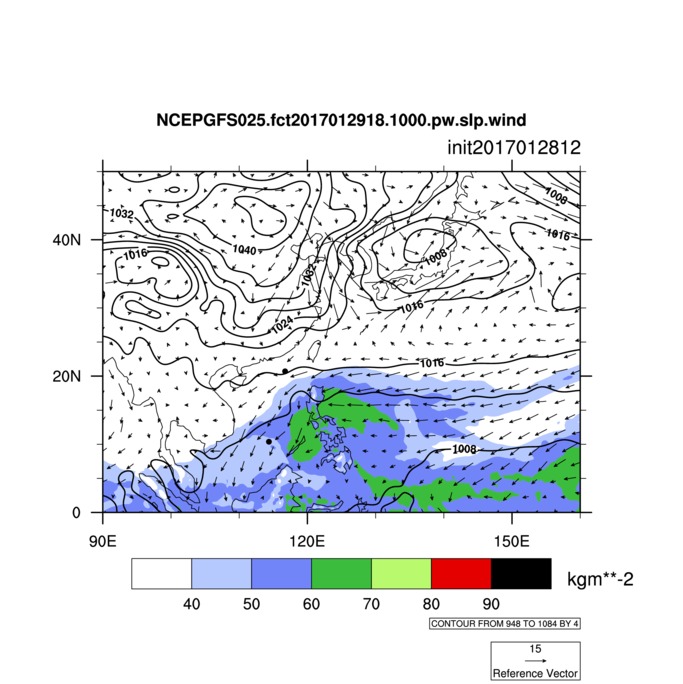 NCEPGFS025.fct2017012918.1000.pw.slp.wind
init2017012812
1008
1032
1016
40N
1040
1016
1008
1032
1016
1024
1016
20N
1008
0
90E 120E 150E
kgm**-2
40 50 60 70 80 90
CONTOUR FROM 948 TO 1084 BY 4
15
Reference Vector